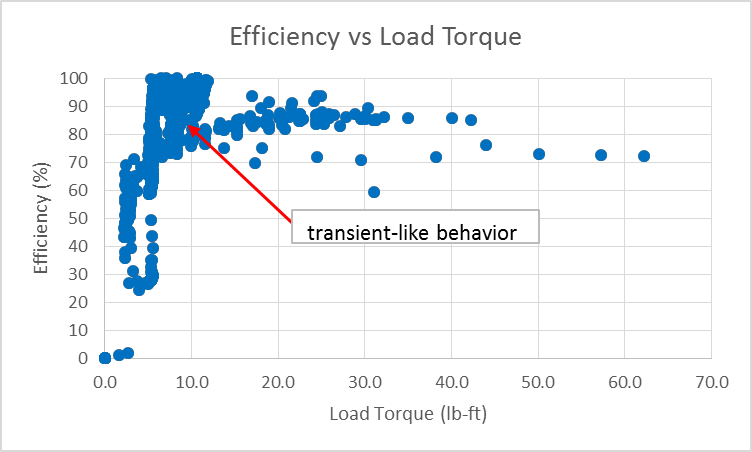 Efficiency vs Load Torque
Efficiency (%)
100
90
80
70
60
50
40
30
20
10
0
transient-like behavior
0.0 10.0 20.0 30.0 40.0 50.0 60.0 70.0
Load Torque (lb-ft)